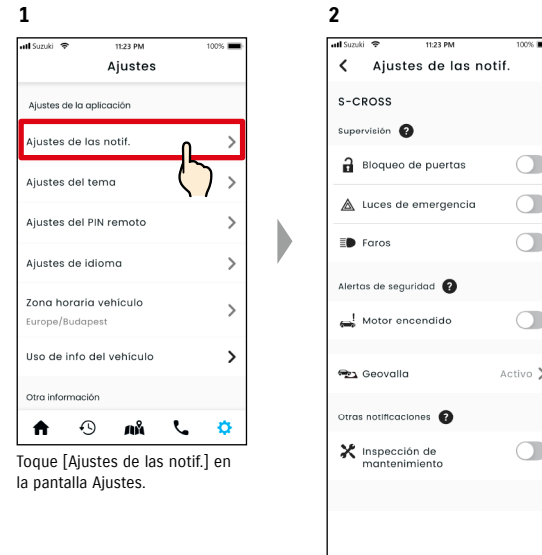 1
Suzuki 11:23 PM 100%
Ajustes
Ajustes de la aplicación
Ajustes de las notif.
Ajustes del tema
Ajustes del PIN remoto
Ajustes de idioma
Zona horaria vehículo
Europe/Budapest
Uso de info del vehículo
Otra información
Toque [Ajustes de las notif.] en
la pantalla Ajustes.
2
Suzuki 11:23 PM 100%
Ajustes de las notif.
S-CROSS
Supervisión ?
Bloqueo de puertas
Luces de emergencia
Faros
Alertas de seguridad ?
Motor encendido
Geovalla Activo
Otras notificaciones ?
Inspección de
mantenimiento